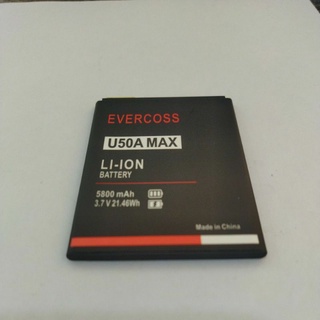 EVERCOSS
U50A MAX
LI-ION
BATTERY
5800 mAh
3.7 V 21.46Wh
Made in China